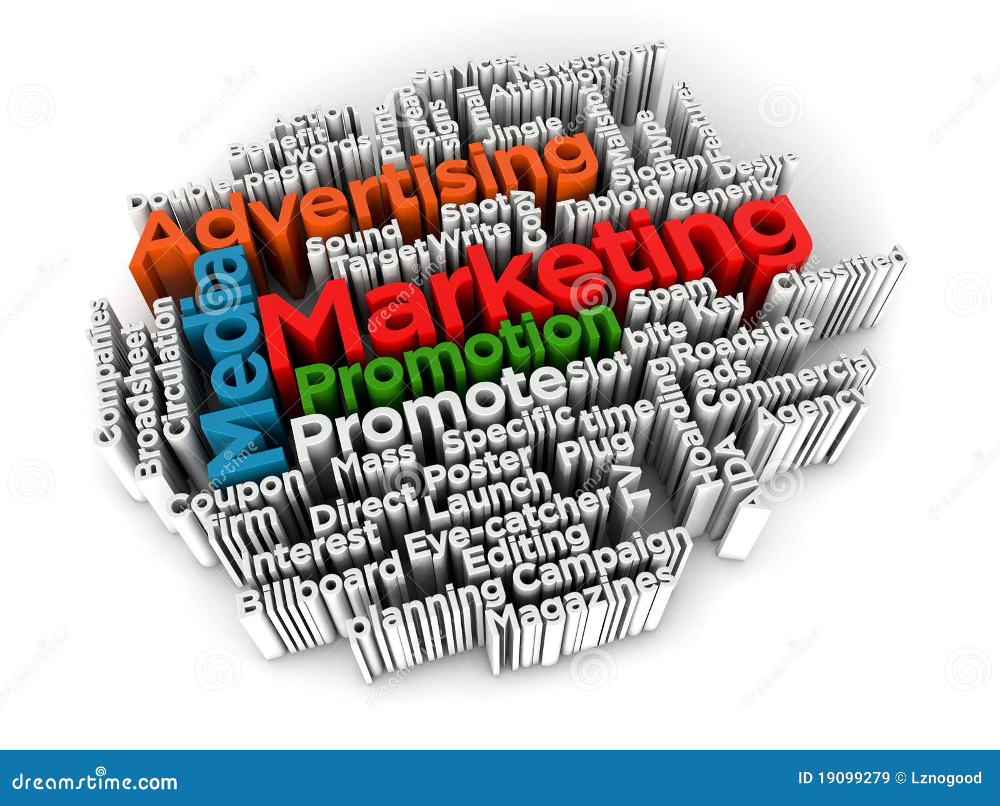 Services
Newspapers
Spread
mail
Attention
Action
Prime
signs
Mailshot
Features
Benefit
words
Jingle
Hype
Double-page
Advertising
Slogan
Desire
Spot
Copy
Tabloid
Generic
Sound
Target
Write
Media
Marketing
Classified
Spam
Key
Companies
Broadsheet
Circulation
Promotion
bite
Roadside
Promote
slot
Hoarding
ads
Commercial
Specific
time
Agency
Mass
Poster
Plug
AIDA
Coupon
Direct
Launch
TV
firm
Interest
Eye-catcher
Editing
Billboard
planning
Campaign
Magazines
dreamstime.com
ID 19099279 © Lznogood